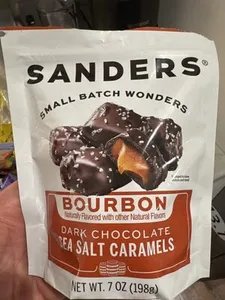 SANDERS®
SMALL BATCH WONDERS
BOURBON
Naturally Flavored with other Natural Flavors
DARK CHOCOLATE
SEA SALT CARAMELS
NET WT. 7 OZ (198g)